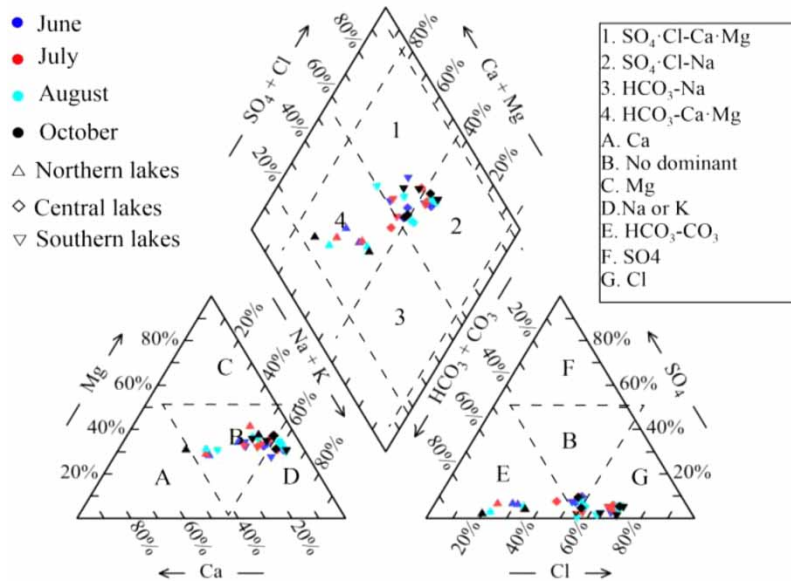 June
July
August
October
Northern lakes
Central lakes
Southern lakes
1. SO₄·Cl-Ca·Mg
2. SO₄·Cl-Na
3. HCO₃-Na
4. HCO₃-Ca·Mg
A. Ca
B. No dominant
C. Mg
D.Na or K
E. HCO₃-CO₃
F. SO4
G. Cl
SO₄ + Cl
20%
40%
60%
80%
Ca + Mg
80%
60%
40%
20%
1
2
3
4
Mg
20%
40%
60%
80%
Na + K
20%
40%
60%
80%
Ca
80%
60%
40%
20%
A
B
C
D
HCO₃ + CO₃
20%
40%
60%
80%
SO₄
80%
60%
40%
20%
Cl
20%
40%
60%
80%
E
B
F
G